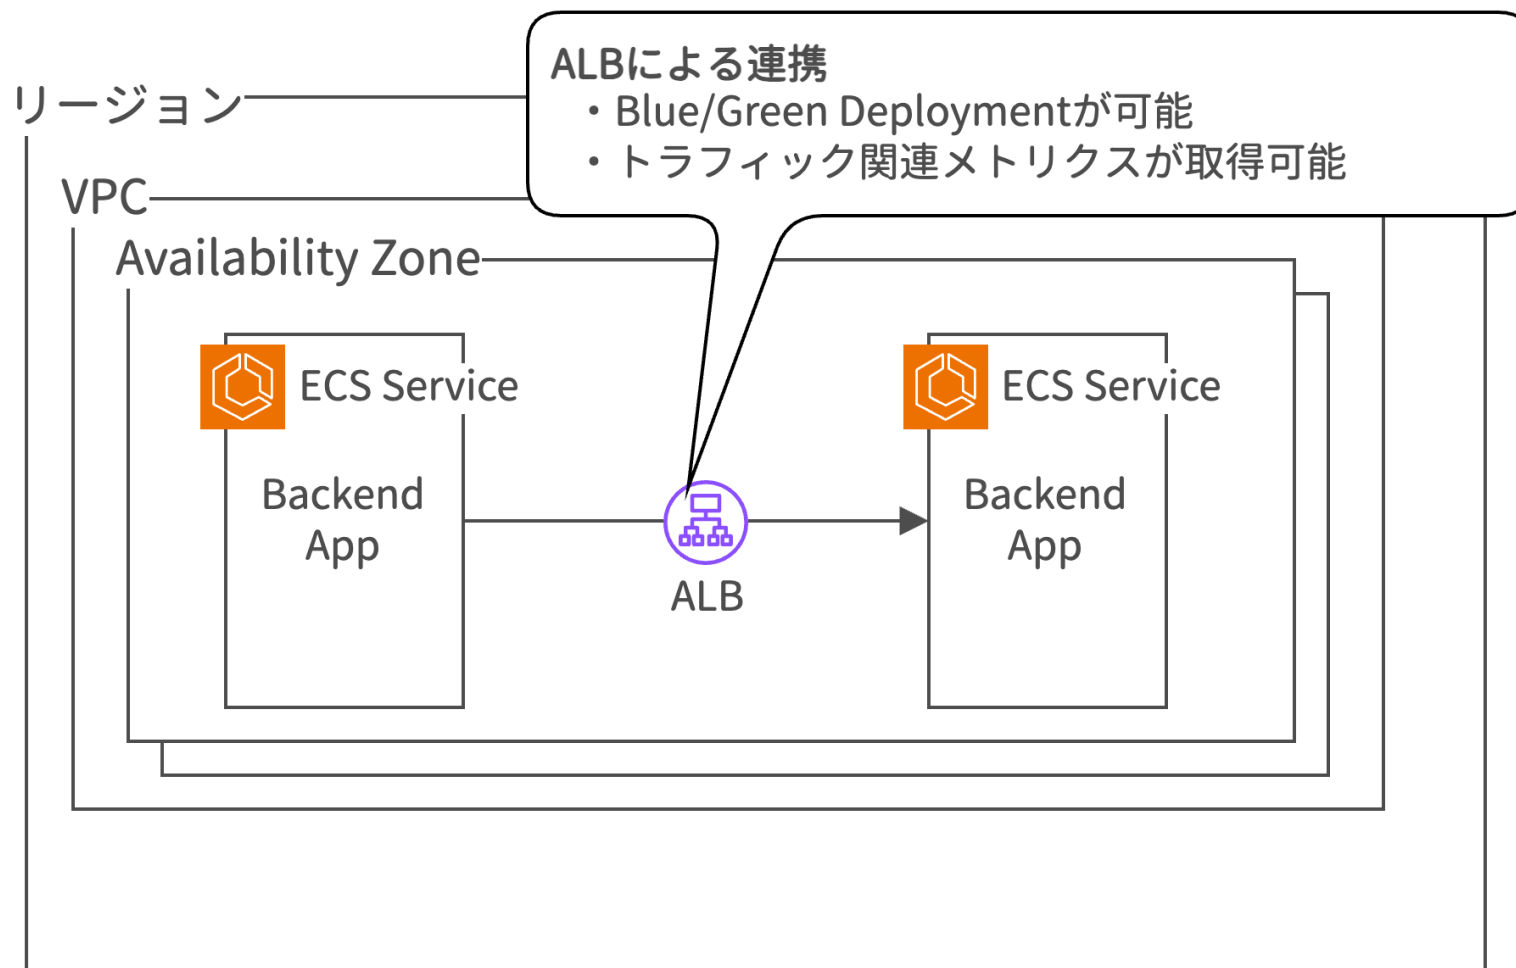 ALBによる連携
・Blue/Green Deploymentが可能
・トラフィック関連メトリクスが取得可能
リージョン
VPC
Availability Zone
ECS Service
Backend
App
ALB
ECS Service
Backend
App